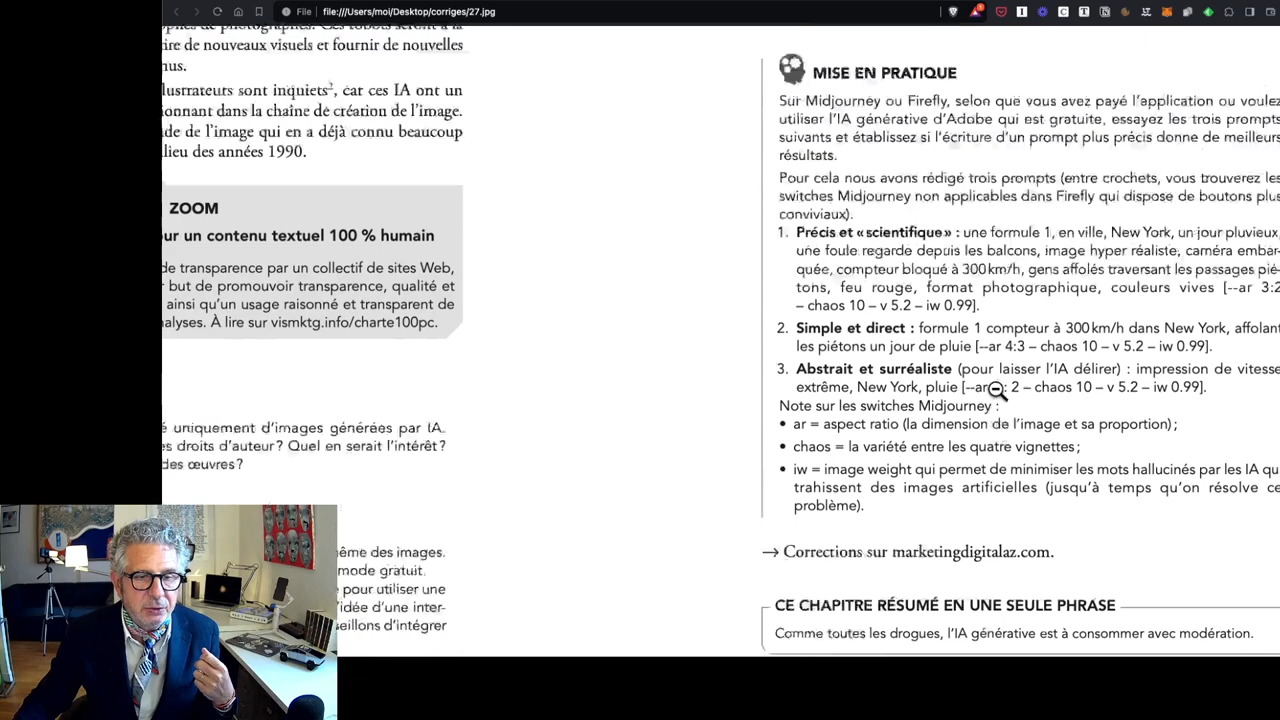 File
file:///Users/moi/Desktop/corriges/27.jpg
de photographies. Ces robots seront à la
ire de nouveaux visuels et fournir de nouvelles
nus.
lustrateurs sont inquiets2, car ces IA ont un
ionnant dans la chaîne de création de l'image.
de de l'image qui en a déjà connu beaucoup
lieu des années 1990.
ZOOM
ur un contenu textuel 100 % humain
de transparence par un collectif de sites Web,
but de promouvoir transparence, qualité et
ainsi qu'un usage raisonné et transparent de
nalyses. À lire sur vismktg.info/charte100pc.
é uniquement d'images générées par IA.
es droits d'auteur ? Quel en serait l'intérêt ?
des œuvres ?
ême des images.
mode gratuit.
pour utiliser une
'idée d'une inter-
seillons d'intégrer
MISE EN PRATIQUE
Sur Midjourney ou Firefly, selon que vous avez payé l'application ou voulez
utiliser l'IA générative d'Adobe qui est gratuite, essayez les trois prompts
suivants et établissez si l'écriture d'un prompt plus précis donne de meilleurs
résultats.
Pour cela nous avons rédigé trois prompts (entre crochets, vous trouverez les
switches Midjourney non applicables dans Firefly qui dispose de boutons plus
conviviaux).
1. Précis et « scientifique » : une formule 1, en ville, New York, un jour pluvieux,
une foule regarde depuis les balcons, image hyper réaliste, caméra embar-
quée, compteur bloqué à 300 km/h, gens affolés traversant les passages pié-
tons, feu rouge, format photographique, couleurs vives [--ar 3:2
– chaos 10 – v 5.2 – iw 0.99].
2. Simple et direct : formule 1 compteur à 300 km/h dans New York, affolant
les piétons un jour de pluie [--ar 4:3 – chaos 10 – v 5.2 – iw 0.99].
3. Abstrait et surréaliste (pour laisser l'IA délirer) : impression de vitesse
extrême, New York, pluie [--ar : 2 – chaos 10 – v 5.2 – iw 0.99].
Note sur les switches Midjourney :
• ar = aspect ratio (la dimension de l'image et sa proportion) ;
• chaos = la variété entre les quatre vignettes ;
• iw = image weight qui permet de minimiser les mots hallucinés par les IA qu
trahissent des images artificielles (jusqu'à temps qu'on résolve ce
problème).
→ Corrections sur marketingdigitalaz.com.
CE CHAPITRE RÉSUMÉ EN UNE SEULE PHRASE
Comme toutes les drogues, l'IA générative est à consommer avec modération.